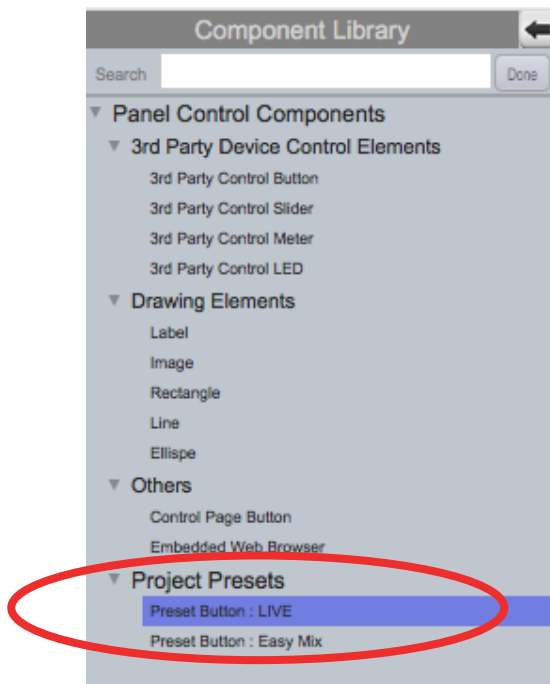 Component Library
Search
Done
Panel Control Components
3rd Party Device Control Elements
3rd Party Control Button
3rd Party Control Slider
3rd Party Control Meter
3rd Party Control LED
Drawing Elements
Label
Image
Rectangle
Line
Ellispe
Others
Control Page Button
Embedded Web Browser
Project Presets
Preset Button : LIVE
Preset Button : Easy Mix